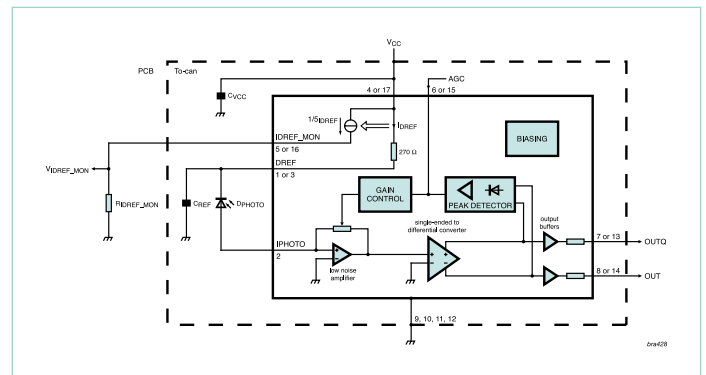 VCC
PCB
To-can
AGC
CVCC
4 or 17
6 or 15
1/5IDREF
IDREF
BIASING
IDREF_MON
5 or 16
270 Ω
VIDREF_MON
DREF
1 or 3
GAIN
CONTROL
PEAK DETECTOR
RIDREF_MON
CREF
DPHOTO
single-ended to
differential converter
output
buffers
7 or 13
OUTQ
IPHOTO
2
low noise
amplifier
8 or 14
OUT
9, 10, 11, 12
bra428